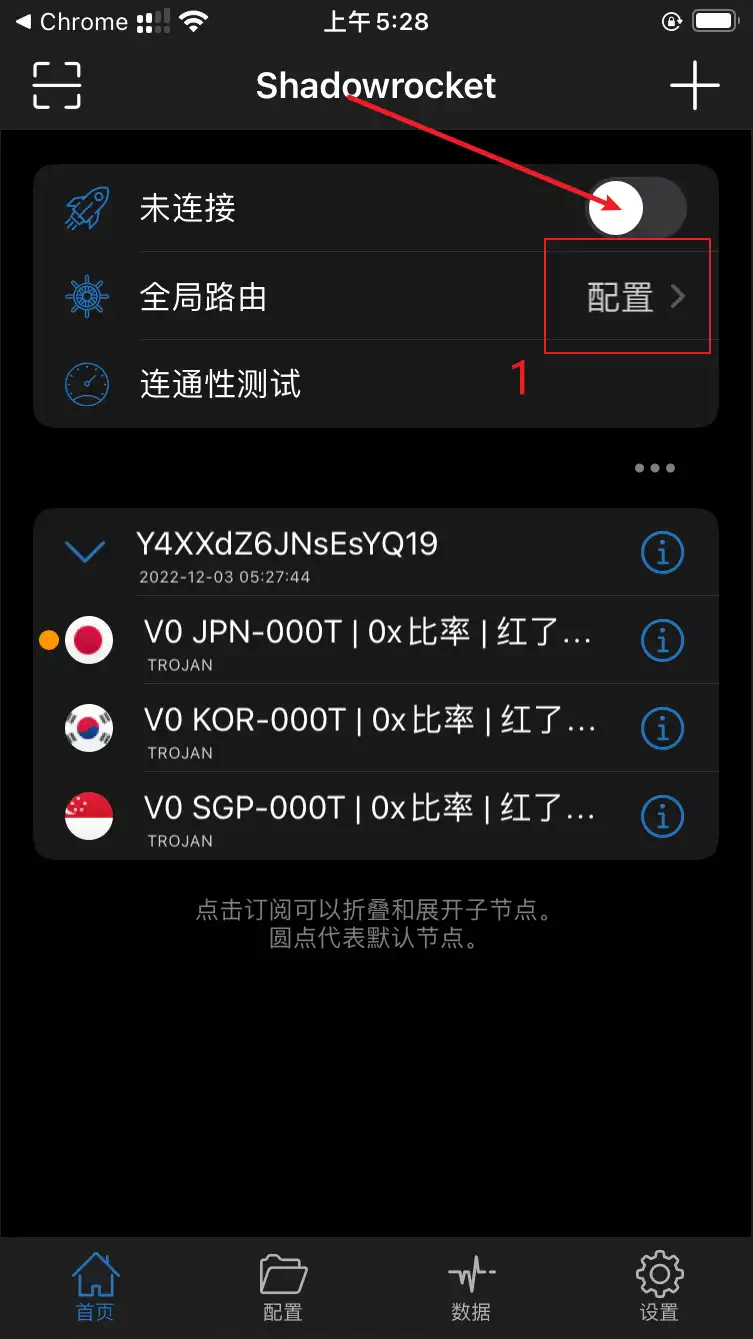 Chrome 上午5:28
Shadowrocket
未连接
全局路由 配置
连通性测试 1
Y4XXdZ6JNsEsYQ19
2022-12-03 05:27:44
V0 JPN-000T | 0x比率 | 红了...
TROJAN
V0 KOR-000T | 0x比率 | 红了...
TROJAN
V0 SGP-000T | 0x比率 | 红了...
TROJAN
点击订阅可以折叠和展开子节点。
圆点代表默认节点。
首页 配置 数据 设置